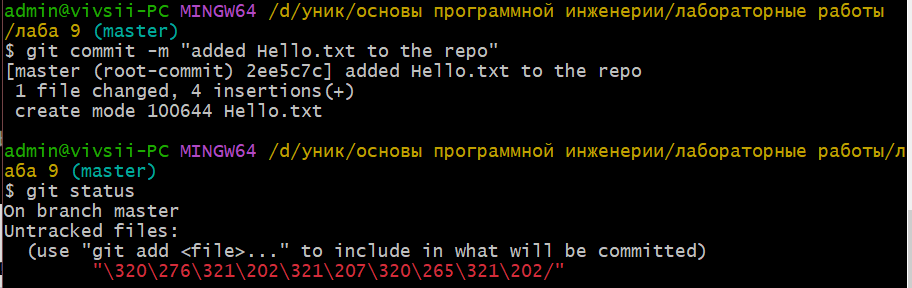 admin@vivsii-PC MINGW64 /d/уник/основы программной инженерии/лабораторные работы
/лаба 9 (master)
$ git commit -m "added Hello.txt to the repo"
[master (root-commit) 2ee5c7c] added Hello.txt to the repo
 1 file changed, 4 insertions(+)
 create mode 100644 Hello.txt

admin@vivsii-PC MINGW64 /d/уник/основы программной инженерии/лабораторные работы/л
аба 9 (master)
$ git status
On branch master
Untracked files:
  (use "git add <file>..." to include in what will be committed)
        "\320\276\321\202\321\207\320\265\321\202/"